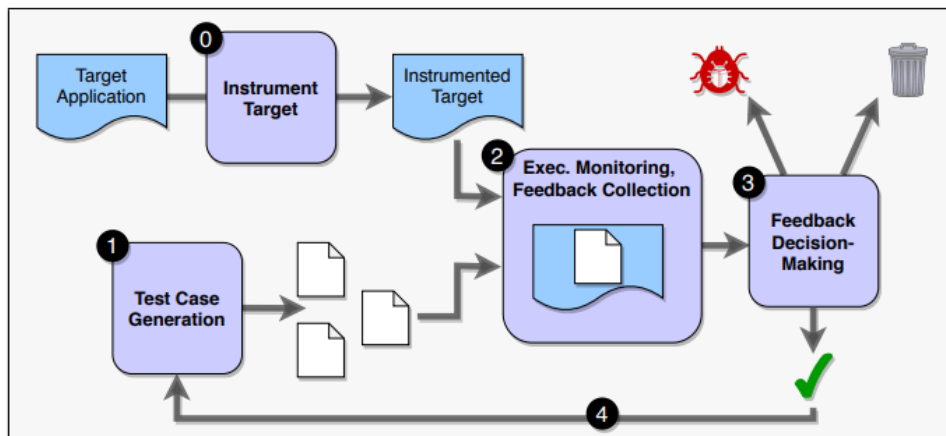 0
Target
Application
Instrument
Target
Instrumented
Target
2
Exec. Monitoring,
Feedback Collection
3
Feedback
Decision-
Making
1
Test Case
Generation
4